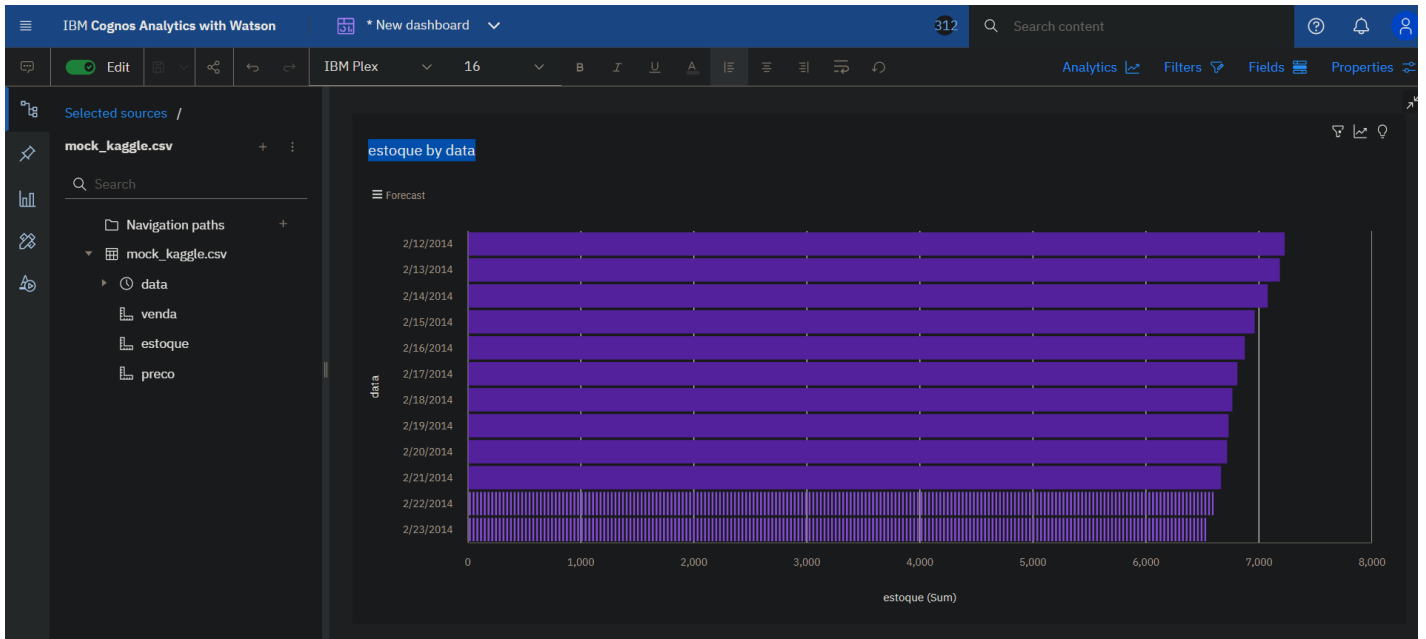 IBM Cognos Analytics with Watson
* New dashboard
312
Search content
Edit
IBM Plex
16
B I U A
Analytics
Filters
Fields
Properties
Selected sources /
mock_kaggle.csv
Search
Navigation paths
mock_kaggle.csv
data
venda
estoque
preco
estoque by data
Forecast
data
2/12/2014
2/13/2014
2/14/2014
2/15/2014
2/16/2014
2/17/2014
2/18/2014
2/19/2014
2/20/2014
2/21/2014
2/22/2014
2/23/2014
0 1,000 2,000 3,000 4,000 5,000 6,000 7,000 8,000
estoque (Sum)